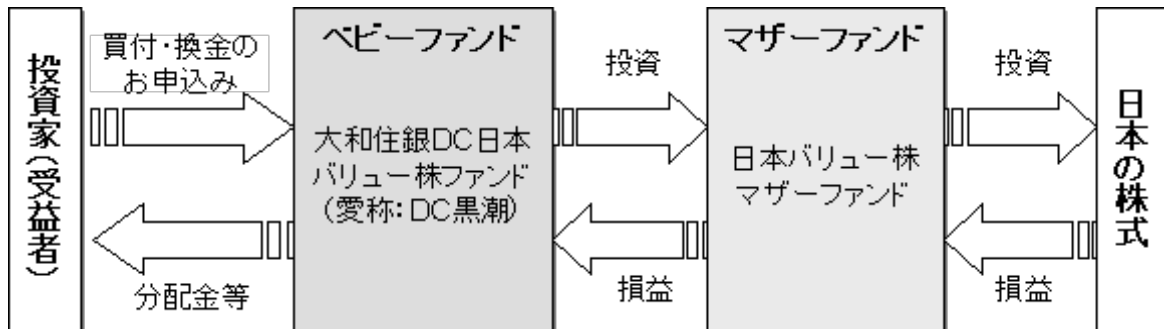 投資家(受益者)
買付・換金の
お申込み
分配金等
ベビーファンド
大和住銀DC日本
バリュー株ファンド
(愛称:DC黒潮)
投資
損益
マザーファンド
日本バリュー株
マザーファンド
投資
損益
日本の株式